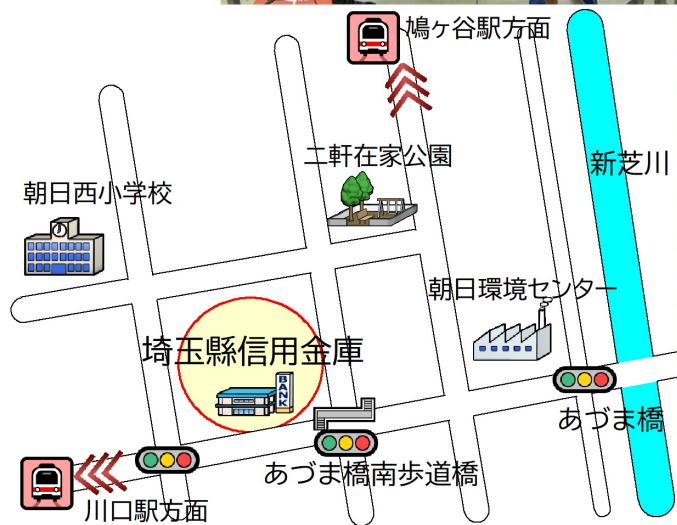 鳩ヶ谷駅方面
二軒在家公園
新芝川
朝日西小学校
朝日環境センター
埼玉縣信用金庫
BANK
あづま橋
あづま橋南歩道橋
川口駅方面